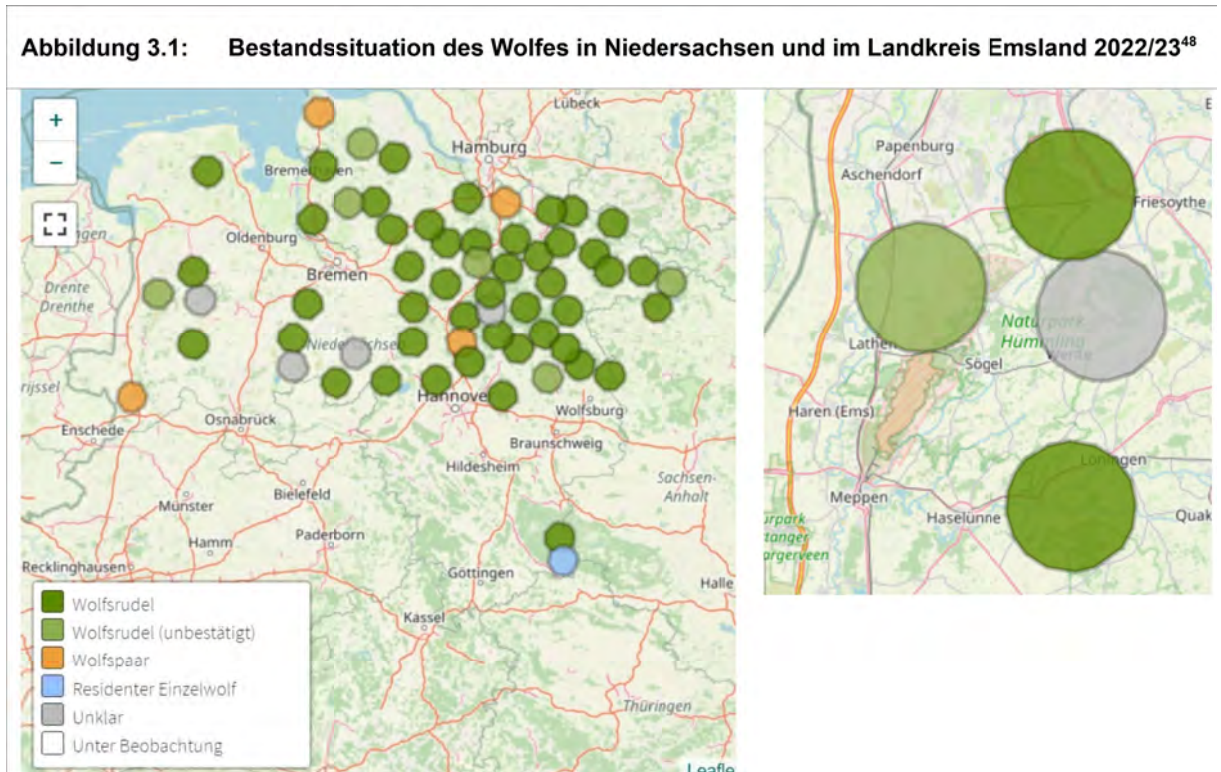 Abbildung 3.1: Bestandssituation des Wolfes in Niedersachsen und im Landkreis Emsland 2022/23⁴⁸
+
−
Lübeck
Hamburg
Oldenburg
Bremen
Drente
Drenthe
Hannove
Wolfsburg
Osnabrück
Enschede
Braunschweig
Hildesheim
Sachsen-
Anhalt
Bielefeld
Münster
Paderborn
Hamm
Recklinghausen
Göttingen
Halle
Kassel
Thüringen
Wolfsrudel
Wolfsrudel (unbestätigt)
Wolfspaar
Residenter Einzelwolf
Unklar
Unter Beobachtung
Leafle
Papenburg
Aschendorf
Friesoythe
Naturpark
Hümmling
Lathen
Werlte
Sögel
Haren (Ems)
Löningen
Meppen
Haselünne
Quak